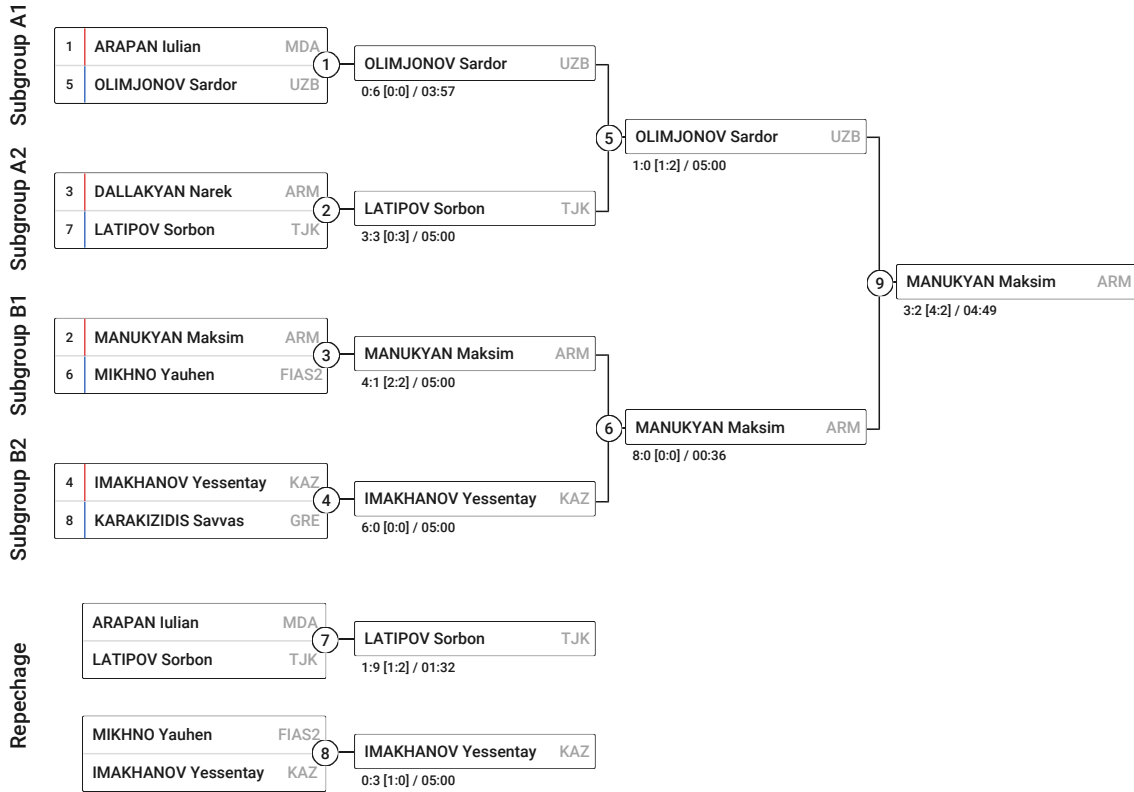 Subgroup A1
1 ARAPAN Iulian MDA
5 OLIMJONOV Sardor UZB
1
OLIMJONOV Sardor UZB
0:6 [0:0] / 03:57
Subgroup A2
3 DALLAKYAN Narek ARM
7 LATIPOV Sorbon TJK
2
LATIPOV Sorbon TJK
3:3 [0:3] / 05:00
5
OLIMJONOV Sardor UZB
1:0 [1:2] / 05:00
Subgroup B1
2 MANUKYAN Maksim ARM
6 MIKHNO Yauhen FIAS2
3
MANUKYAN Maksim ARM
4:1 [2:2] / 05:00
Subgroup B2
4 IMAKHANOV Yessentay KAZ
8 KARAKIZIDIS Savvas GRE
4
IMAKHANOV Yessentay KAZ
6:0 [0:0] / 05:00
6
MANUKYAN Maksim ARM
8:0 [0:0] / 00:36
9
MANUKYAN Maksim ARM
3:2 [4:2] / 04:49
Repechage
ARAPAN Iulian MDA
LATIPOV Sorbon TJK
7
LATIPOV Sorbon TJK
1:9 [1:2] / 01:32
MIKHNO Yauhen FIAS2
IMAKHANOV Yessentay KAZ
8
IMAKHANOV Yessentay KAZ
0:3 [1:0] / 05:00